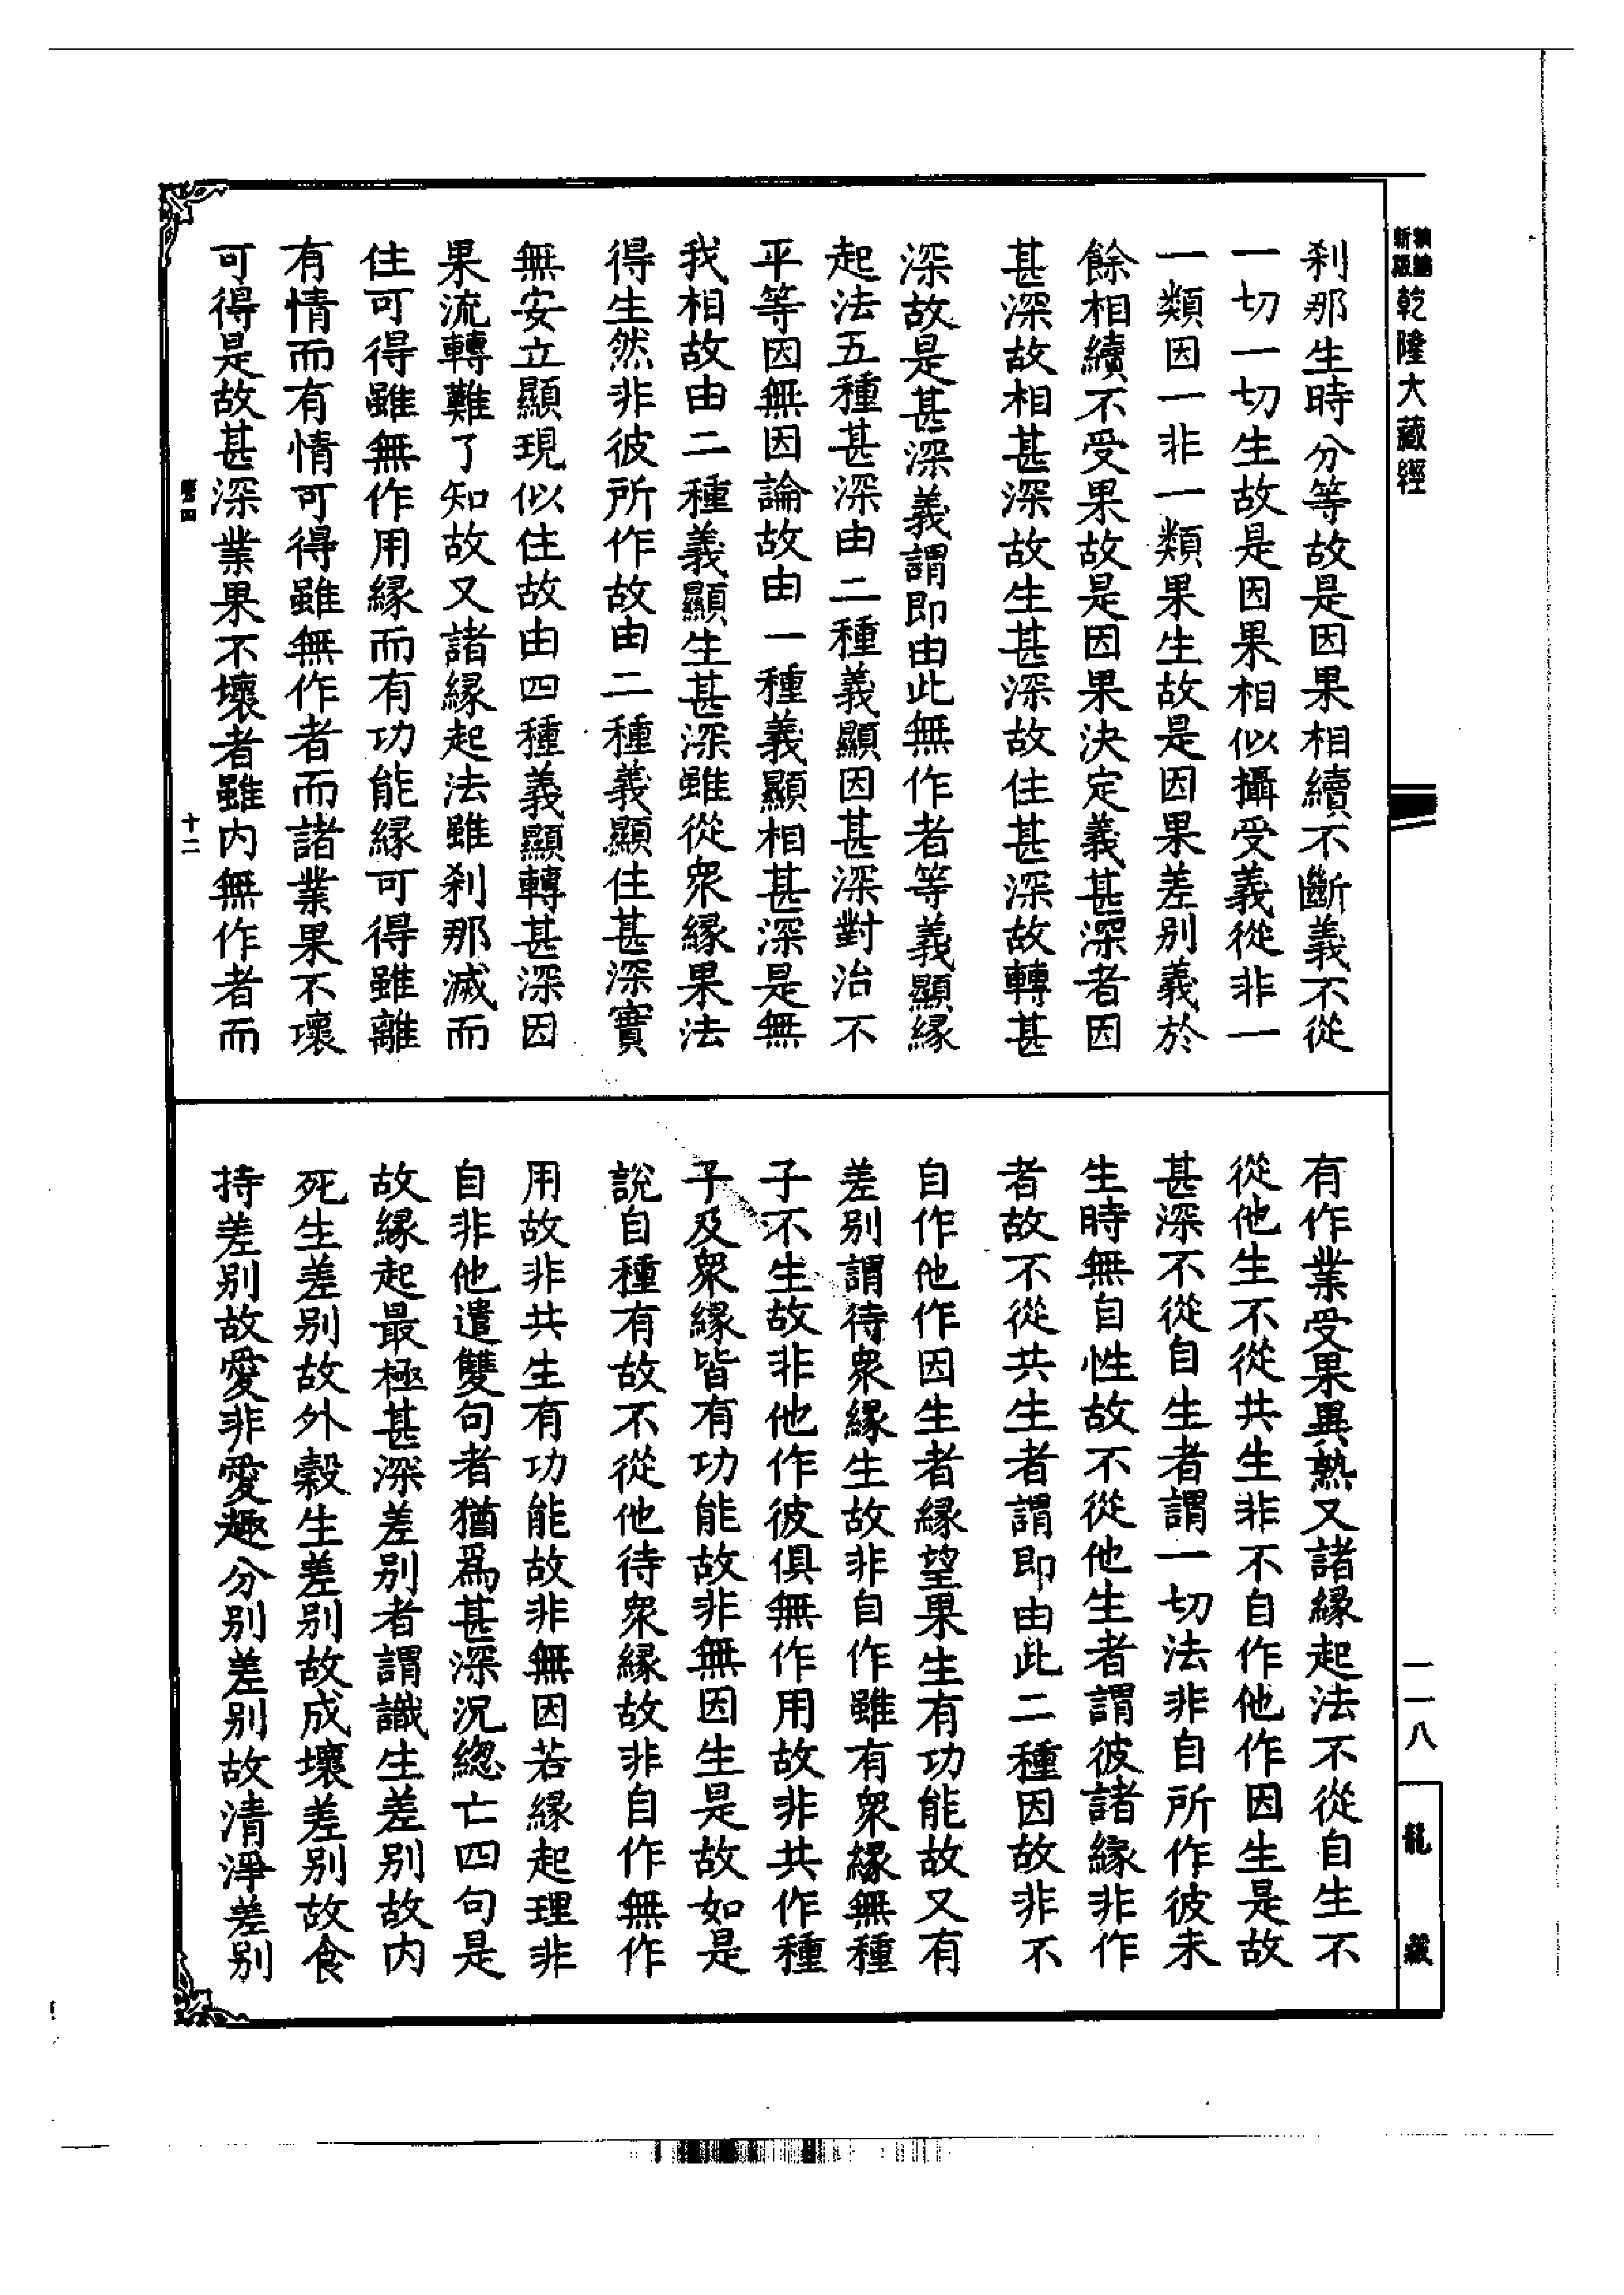 新版
精論
乾隆大藏經
刹那生時分等故是因果相續不斷義不從
一切一切生故是因果相似攝受義從非一
一類因一非一類果生故是因果差别義於
餘相續不受果故是因果決定義甚深者因
甚深故相甚深故生甚深故住甚深故轉甚
深故是甚深義謂即由此無作者等義顯緣
起法五種甚深由二種義顯因甚深對治不
平等因無因論故由一種義顯相甚深是無
我相故由二種義顯生甚深雖從衆緣果法
得生然非彼所作故由二種義顯住甚深實
無安立顯現似住故由四種義顯轉甚深因
果流轉難了知故又諸緣起法雖刹那滅而
住可得雖無作用緣而有功能緣可得雖離
有情而有情可得雖無作者而諸業果不壞
可得是故甚深業果不壞者雖内無作者而
十二
有作業受果異熟又諸緣起法不從自生不
從他生不從共生非不自作他作因生是故
甚深不從自生者謂一切法非自所作彼未
生時無自性故不從他生者謂彼諸緣非作
者故不從共生者謂即由此二種因故非不
自作他作因生者緣望果生有功能故又有
差别謂待衆緣生故非自作雖有衆緣無種
子不生故非他作彼俱無作用故非共作種
子及衆緣皆有功能故非無因生是故如是
説自種有故不從他待衆緣故非自作無作
用故非共生有功能故非無因若緣起理非
自非他遣雙句者猶爲甚深況總亡四句是
故緣起最極甚深差别者謂識生差别故内
死生差别故外穀生差别故成壞差别故食
持差别故愛非愛趣分别差别故清淨差别
一一八
龍藏